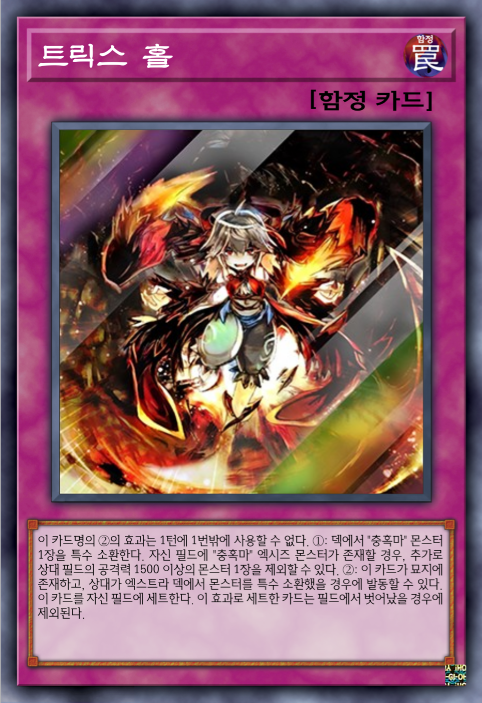 트릭스 홀
함정
罠
[함정 카드]
이 카드명의 ②의 효과는 1턴에 1번밖에 사용할 수 없다. ①: 덱에서 "충혹마" 몬스터
1장을 특수 소환한다. 자신 필드에 "충혹마" 엑시즈 몬스터가 존재할 경우, 추가로
상대 필드의 공격력 1500 이상의 몬스터 1장을 제외할 수 있다. ②: 이 카드가 묘지에
존재하고, 상대가 엑스트라 덱에서 몬스터를 특수 소환했을 경우에 발동할 수 있다.
이 카드를 자신 필드에 세트한다. 이 효과로 세트한 카드는 필드에서 벗어났을 경우에
제외된다.